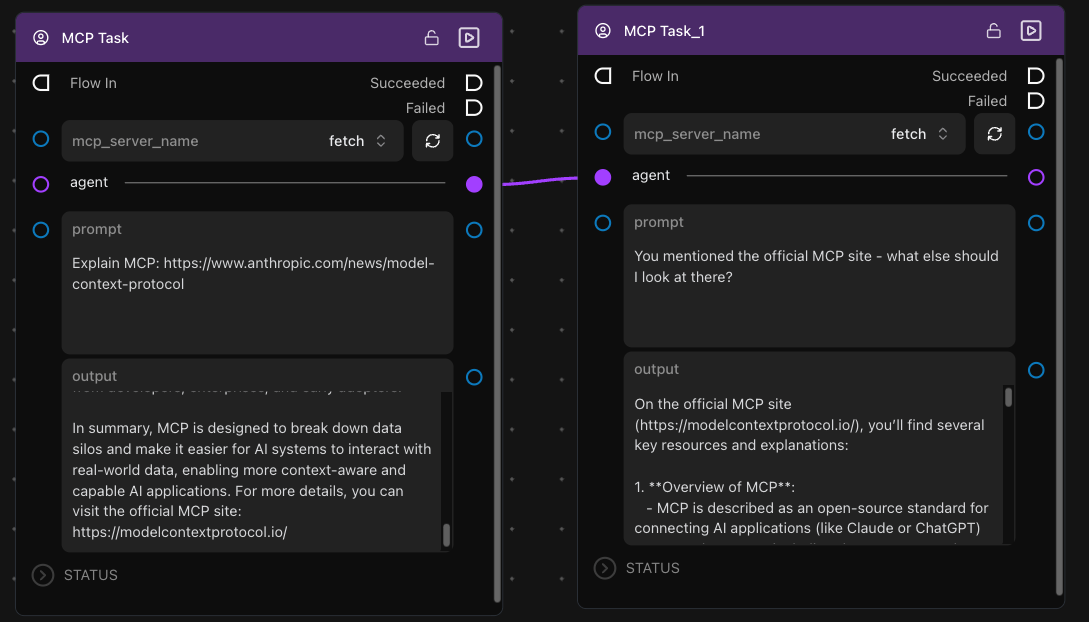 MCP Task
Flow In
Succeeded
Failed
mcp_server_name
fetch
agent
prompt
Explain MCP: https://www.anthropic.com/news/model-
context-protocol
output
In summary, MCP is designed to break down data
silos and make it easier for AI systems to interact with
real-world data, enabling more context-aware and
capable AI applications. For more details, you can
visit the official MCP site:
https://modelcontextprotocol.io/
STATUS
MCP Task_1
Flow In
Succeeded
Failed
mcp_server_name
fetch
agent
prompt
You mentioned the official MCP site - what else should
I look at there?
output
On the official MCP site
(https://modelcontextprotocol.io/), you’ll find several
key resources and explanations:
1. **Overview of MCP**:
- MCP is described as an open-source standard for
connecting AI applications (like Claude or ChatGPT)
STATUS